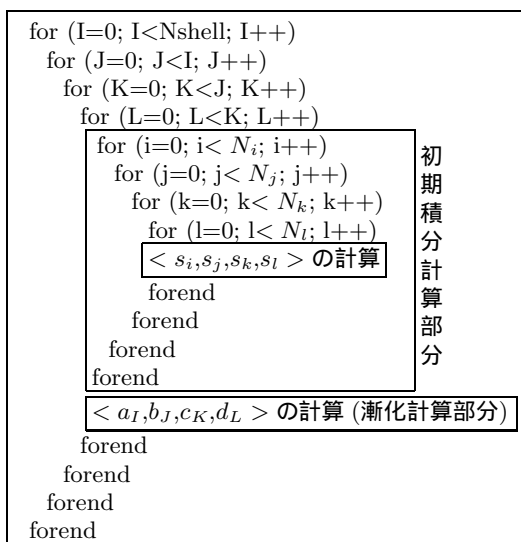 for (I=0; I<Nshell; I++)
for (J=0; J<I; J++)
for (K=0; K<J; K++)
for (L=0; L<K; L++)
for (i=0; i< N_i; i++)
for (j=0; j< N_j; j++)
for (k=0; k< N_k; k++)
for (l=0; l< N_l; l++)
< s_i,s_j,s_k,s_l > の計算
forend
forend
forend
forend
初期積分計算部分
< a_I,b_J,c_K,d_L > の計算 (漸化計算部分)
forend
forend
forend
forend